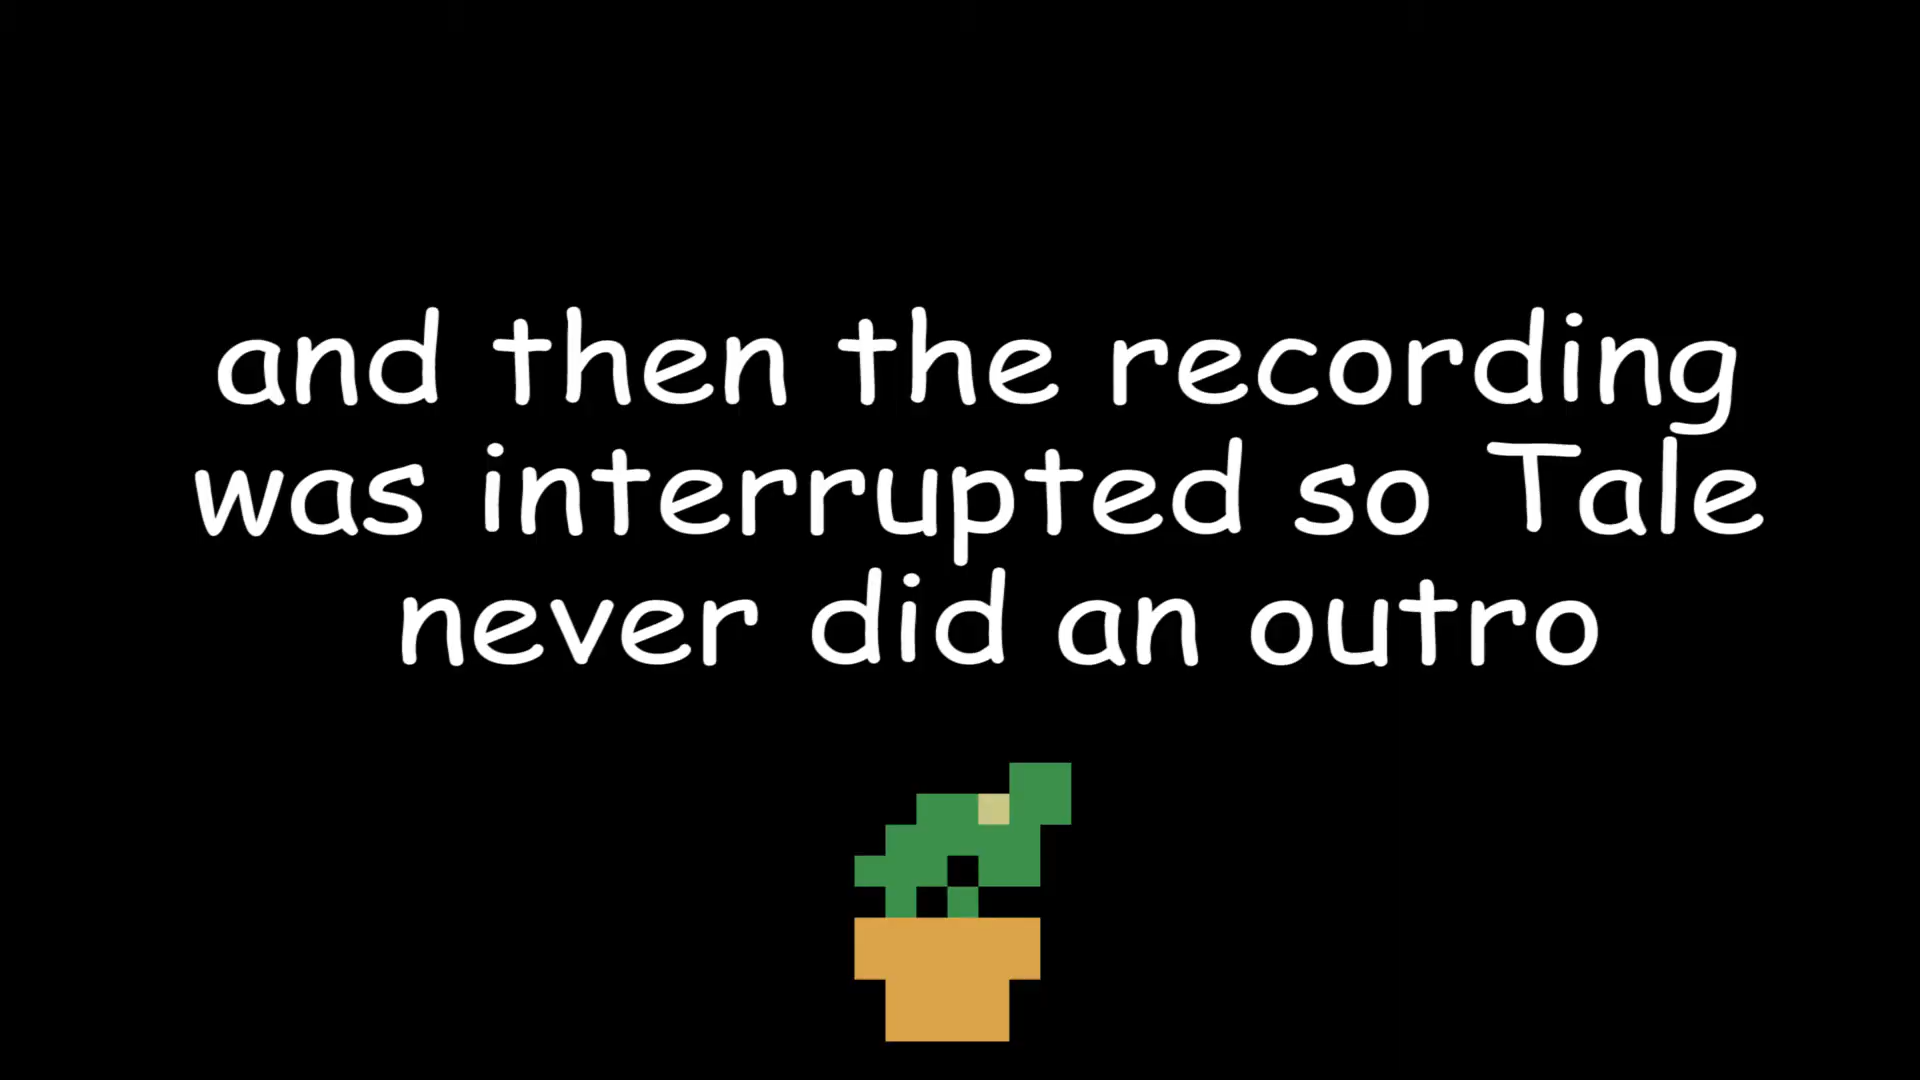 and then the recording
was interrupted so Tale
never did an outro